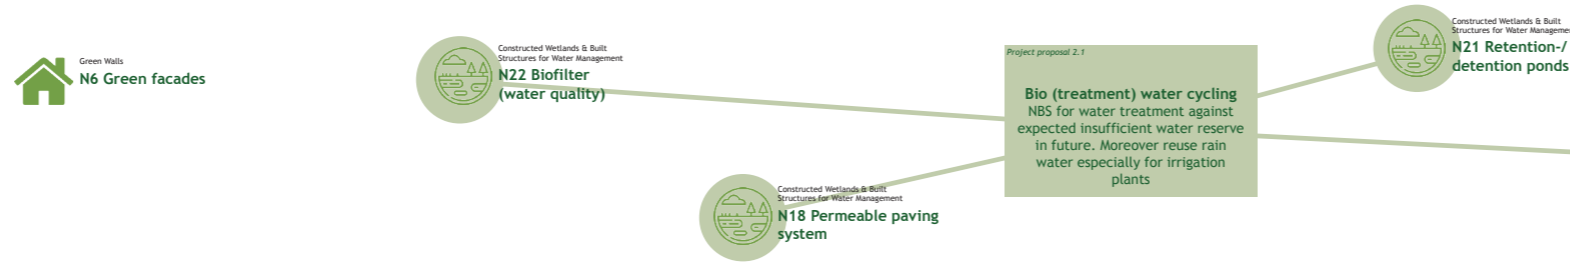 Green Walls
N6 Green facades
Constructed Wetlands & Built
Structures for Water Management
N22 Biofilter
(water quality)
Constructed Wetlands & Built
Structures for Water Management
N18 Permeable paving
system
Project proposal 2.1
Bio (treatment) water cycling
NBS for water treatment against
expected insufficient water reserve
in future. Moreover reuse rain
water especially for irrigation
plants
Constructed Wetlands & Built
Structures for Water
N21 Retention-/
detention ponds